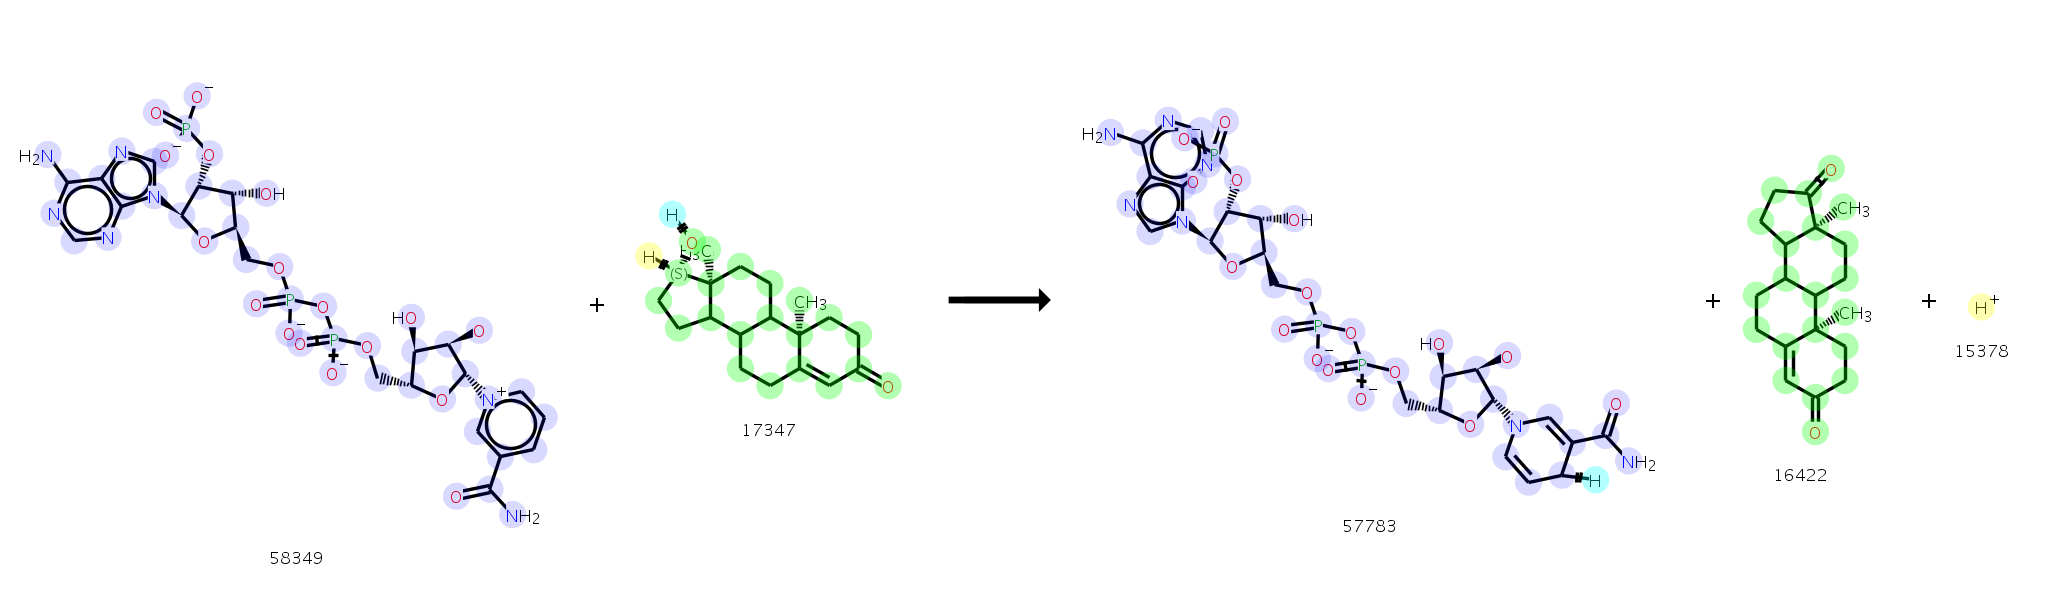 O⁻
O
P
H₂N
N
O⁻
O
N
N
N
OH
O
O
O
P
O
O⁻
O
P
O
O⁻
HO
O
O
N⁺
O
NH₂
58349
+
H
O
H₃C
H
(S)
CH₃
O
17347
H₂N
N
O⁻
O
P
N
O
O
N
N
OH
O
O
O
P
O
O⁻
O
P
O
O⁻
HO
O
O
N
O
NH₂
H
57783
+
O
CH₃
CH₃
O
16422
+
H⁺
15378